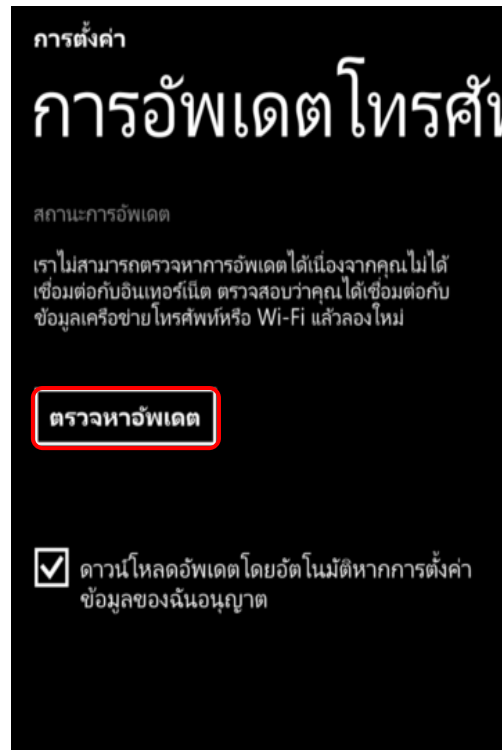 การตั้งค่า
การอัพเดตโทรศั
สถานะการอัพเดต
เราไม่สามารถตรวจหาการอัพเดตได้เนื่องจากคุณไม่ได้
เชื่อมต่อกับอินเทอร์เน็ต ตรวจสอบว่าคุณได้เชื่อมต่อกับ
ข้อมูลเครือข่ายโทรศัพท์หรือ Wi-Fi แล้วลองใหม่
ตรวจหาอัพเดต
ดาวน์โหลดอัพเดตโดยอัตโนมัติหากการตั้งค่า
ข้อมูลของฉันอนุญาต